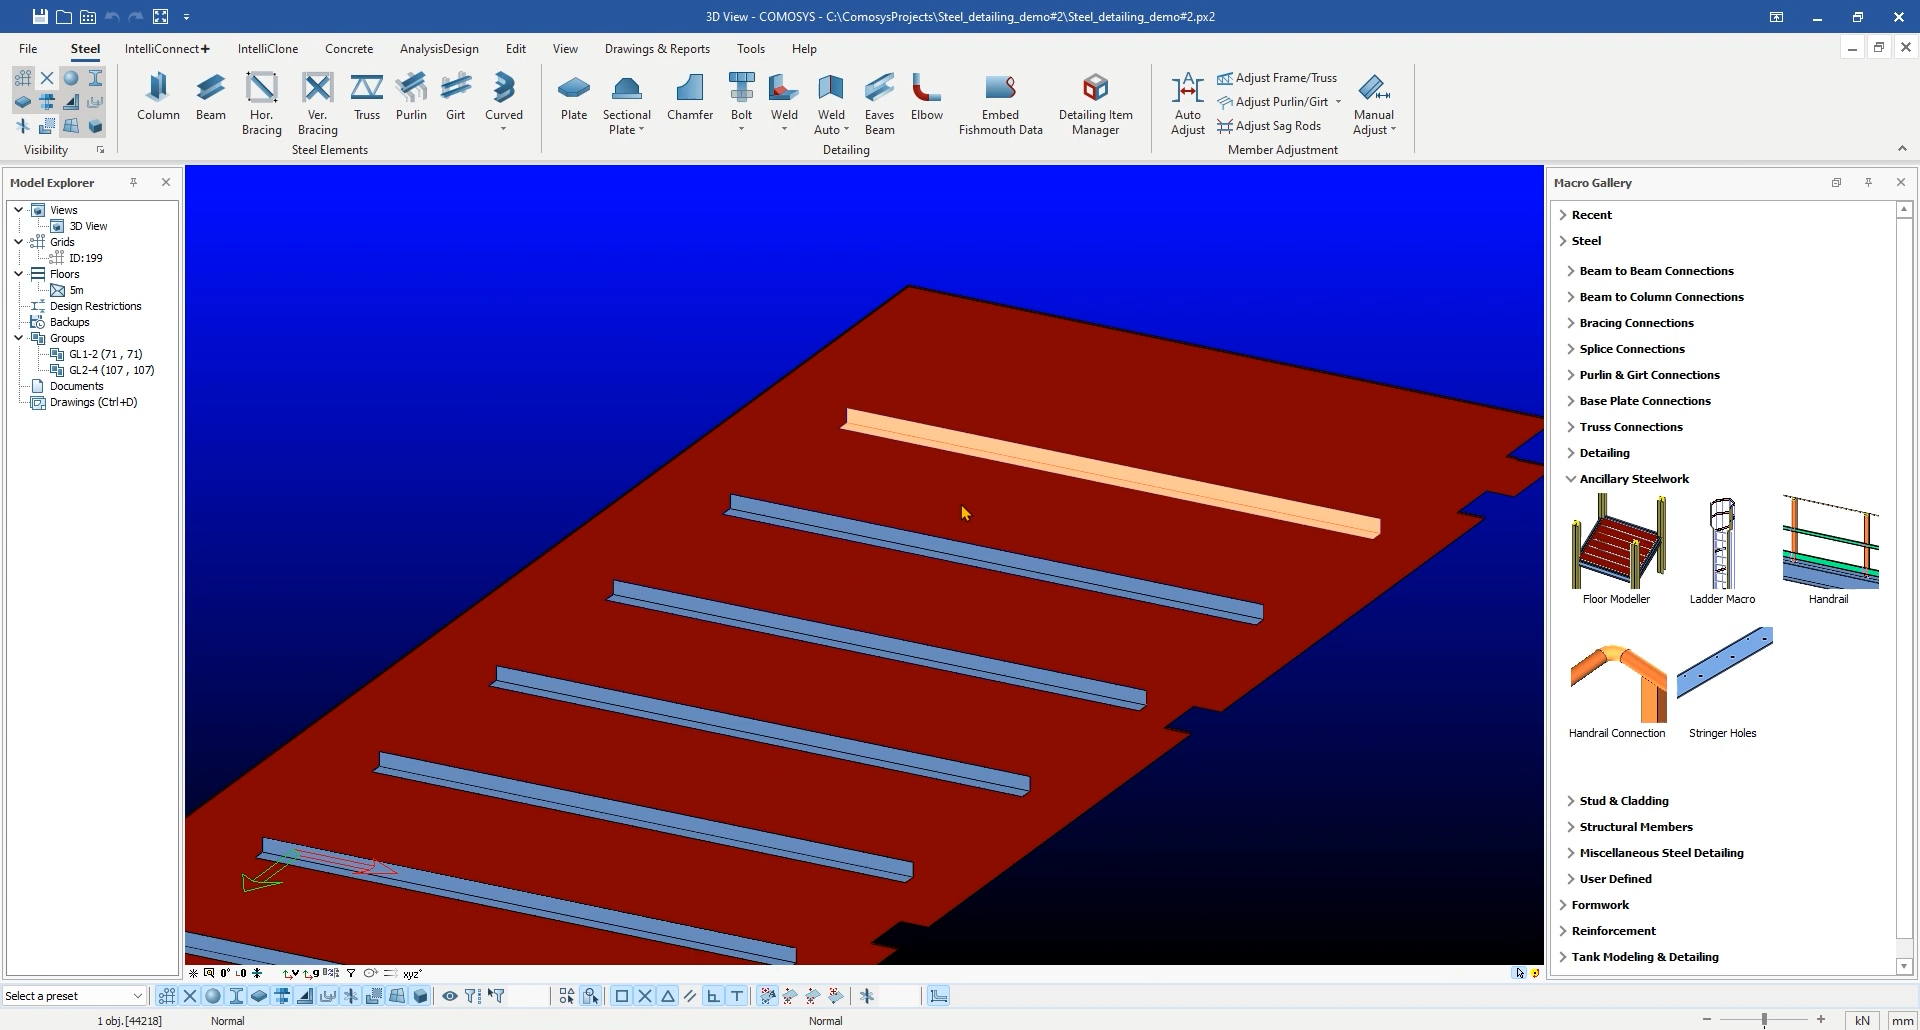 3D View - COMOSYS - C:\ComosysProjects\Steel_detailing_demo#2\Steel_detailing_demo#2.px2
File Steel IntelliConnect+ IntelliClone Concrete AnalysisDesign Edit View Drawings & Reports Tools Help
Column Beam Hor. Bracing Ver. Bracing Truss Purlin Girt Curved
Plate Sectional Plate Chamfer Bolt Weld Weld Auto Eaves Beam Elbow Embed Fishmouth Data Detailing Item Manager
Auto Adjust
Adjust Frame/Truss
Adjust Purlin/Girt
Adjust Sag Rods
Manual Adjust
Visibility Steel Elements Detailing Member Adjustment
Model Explorer
Views
3D View
Grids
ID:199
Floors
5m
Design Restrictions
Backups
Groups
GL1-2 (71 , 71)
GL2-4 (107 , 107)
Documents
Drawings (Ctrl+D)
Macro Gallery
Recent
Steel
Beam to Beam Connections
Beam to Column Connections
Bracing Connections
Splice Connections
Purlin & Girt Connections
Base Plate Connections
Truss Connections
Detailing
Ancillary Steelwork
Floor Modeller Ladder Macro Handrail
Handrail Connection Stringer Holes
Stud & Cladding
Structural Members
Miscellaneous Steel Detailing
User Defined
Formwork
Reinforcement
Tank Modeling & Detailing
xyz
Select a preset
1 obj.[44218] Normal Normal kN mm